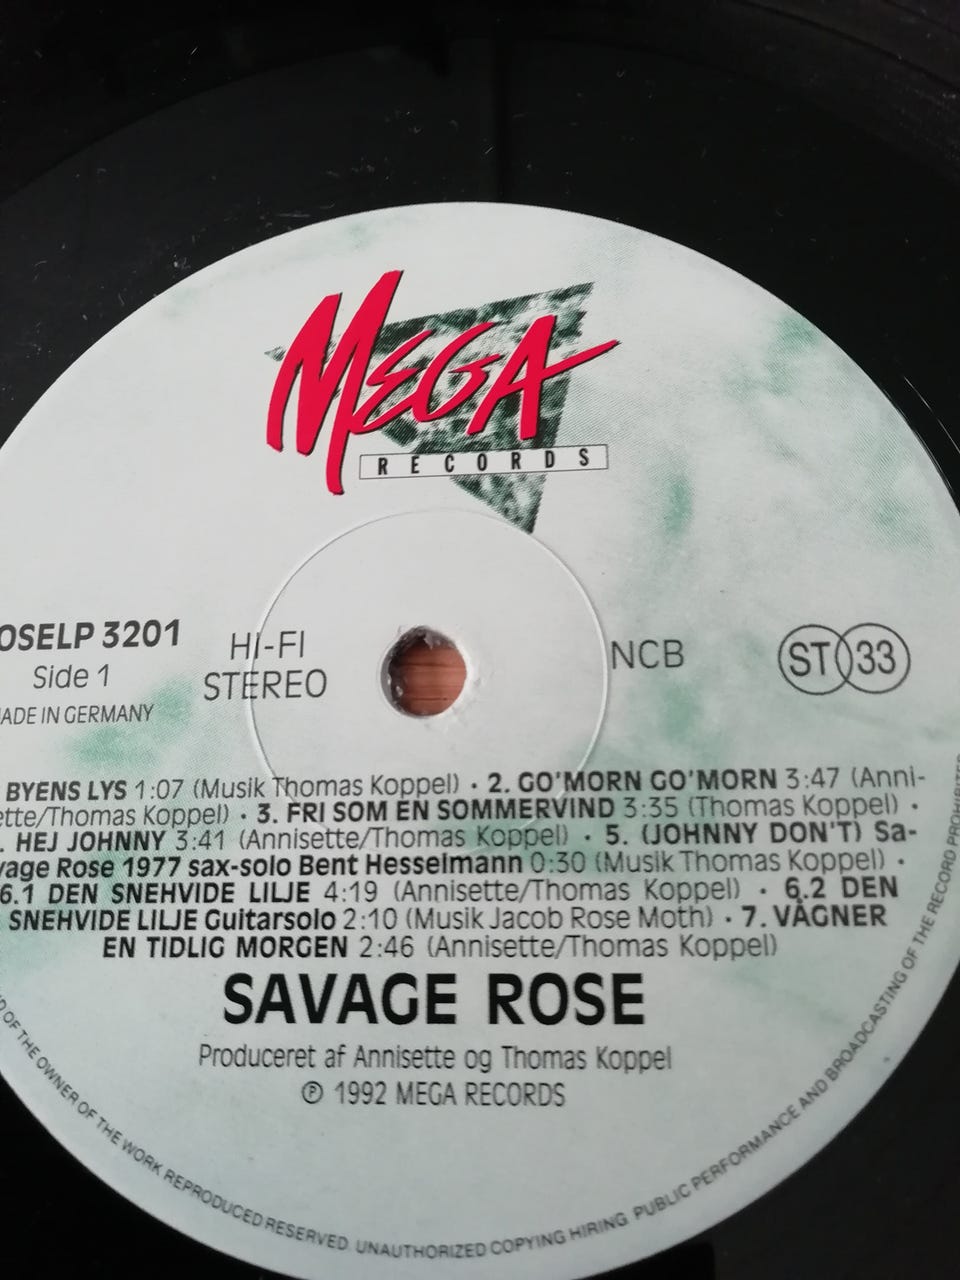 MEGA
RECORDS
OSELP 3201
Side 1
MADE IN GERMANY
HI-FI
STEREO
NCB
ST 33
BYENS LYS 1:07 (Musik Thomas Koppel) · 2. GO'MORN GO'MORN 3:47 (Anni-
ette/Thomas Koppel) · 3. FRI SOM EN SOMMERVIND 3:35 (Thomas Koppel) ·
. HEJ JOHNNY 3:41 (Annisette/Thomas Koppel) · 5. (JOHNNY DON'T) Sa-
vage Rose 1977 sax-solo Bent Hesselmann 0:30 (Musik Thomas Koppel) ·
6.1 DEN SNEHVIDE LILJE 4:19 (Annisette/Thomas Koppel) · 6.2 DEN
SNEHVIDE LILJE Guitarsolo 2:10 (Musik Jacob Rose Moth) · 7. VÅGNER
EN TIDLIG MORGEN 2:46 (Annisette/Thomas Koppel)
SAVAGE ROSE
Produceret af Annisette og Thomas Koppel
℗ 1992 MEGA RECORDS
OF THE OWNER OF THE WORK REPRODUCED RESERVED. UNAUTHORIZED COPYING HIRING PUBLIC PERFORMANCE AND BROADCASTING OF THE RECORD PROHIBITED